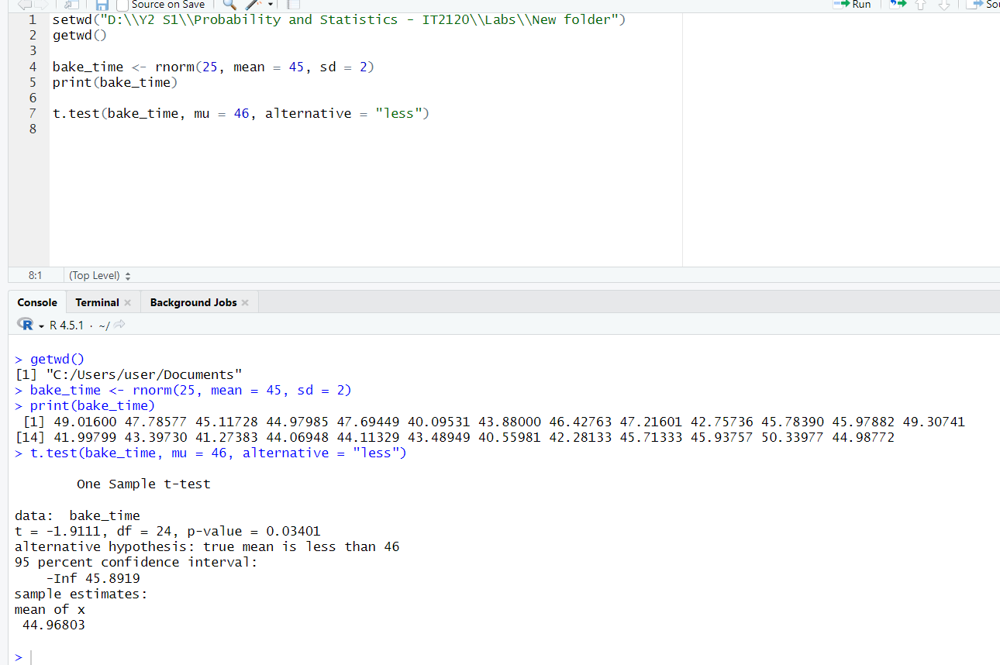 Source on Save
Run
Sou
1 setwd("D:\\Y2 S1\\Probability and Statistics - IT2120\\Labs\\New folder")
2 getwd()
3
4 bake_time <- rnorm(25, mean = 45, sd = 2)
5 print(bake_time)
6
7 t.test(bake_time, mu = 46, alternative = "less")
8
8:1 (Top Level)
Console Terminal Background Jobs
R R 4.5.1 · ~/
> getwd()
[1] "C:/Users/user/Documents"
> bake_time <- rnorm(25, mean = 45, sd = 2)
> print(bake_time)
[1] 49.01600 47.78577 45.11728 44.97985 47.69449 40.09531 43.88000 46.42763 47.21601 42.75736 45.78390 45.97882 49.30741
[14] 41.99799 43.39730 41.27383 44.06948 44.11329 43.48949 40.55981 42.28133 45.71333 45.93757 50.33977 44.98772
> t.test(bake_time, mu = 46, alternative = "less")
One Sample t-test
data:  bake_time
t = -1.9111, df = 24, p-value = 0.03401
alternative hypothesis: true mean is less than 46
95 percent confidence interval:
-Inf 45.8919
sample estimates:
mean of x
44.96803
>